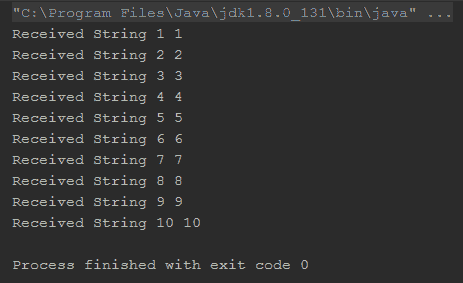 "C:\Program Files\Java\jdk1.8.0_131\bin\java" ...
Received String 1 1
Received String 2 2
Received String 3 3
Received String 4 4
Received String 5 5
Received String 6 6
Received String 7 7
Received String 8 8
Received String 9 9
Received String 10 10
Process finished with exit code 0